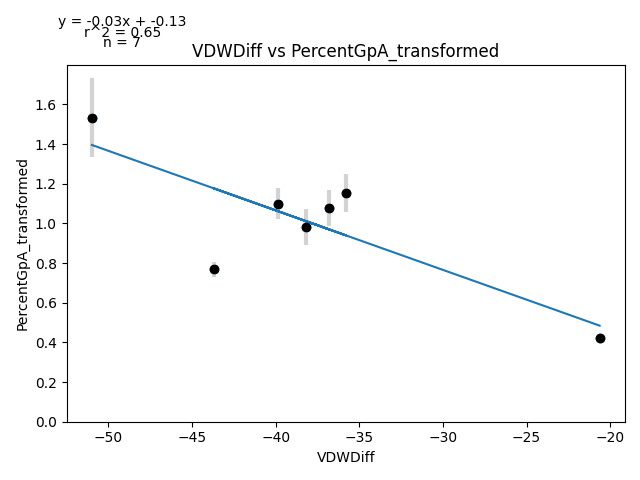 y = -0.03x + -0.13
r^2 = 0.65
n = 7
VDWDiff vs PercentGpA_transformed
PercentGpA_transformed
1.6
1.4
1.2
1.0
0.8
0.6
0.4
0.2
0.0
−50
−45
−40
−35
−30
−25
−20
VDWDiff